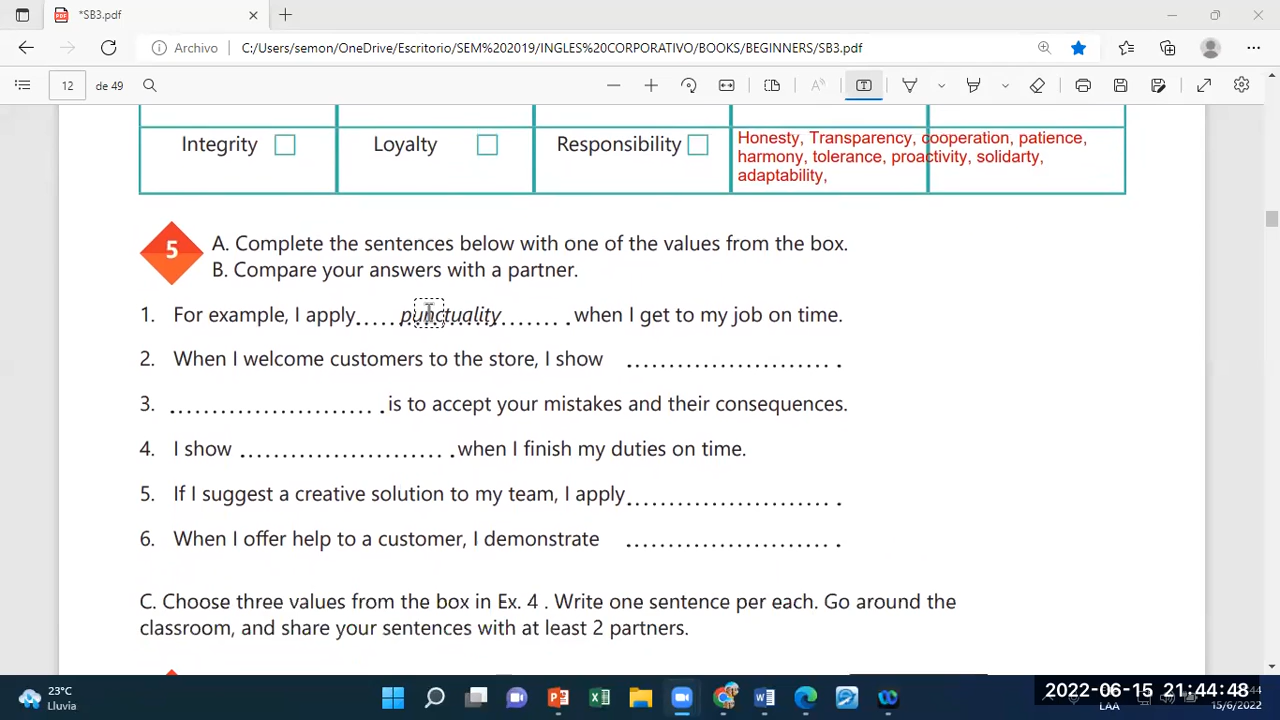 *SB3.pdf
Archivo
C:/Users/semon/OneDrive/Escritorio/SEM%202019/INGLES%20CORPORATIVO/BOOKS/BEGINNERS/SB3.pdf
12 de 49
Integrity
Loyalty
Responsibility
Honesty, Transparency, cooperation, patience,
harmony, tolerance, proactivity, solidarty,
adaptability,
5
A. Complete the sentences below with one of the values from the box.
B. Compare your answers with a partner.
1. For example, I apply.....punctuality....... .when I get to my job on time.
2. When I welcome customers to the store, I show ........................ .
3. ........................ .is to accept your mistakes and their consequences.
4. I show ........................ .when I finish my duties on time.
5. If I suggest a creative solution to my team, I apply........................ .
6. When I offer help to a customer, I demonstrate ........................ .
C. Choose three values from the box in Ex. 4 . Write one sentence per each. Go around the
classroom, and share your sentences with at least 2 partners.
23°C
Lluvia
2022-06-15 21:44:48
LAA
15/6/2022